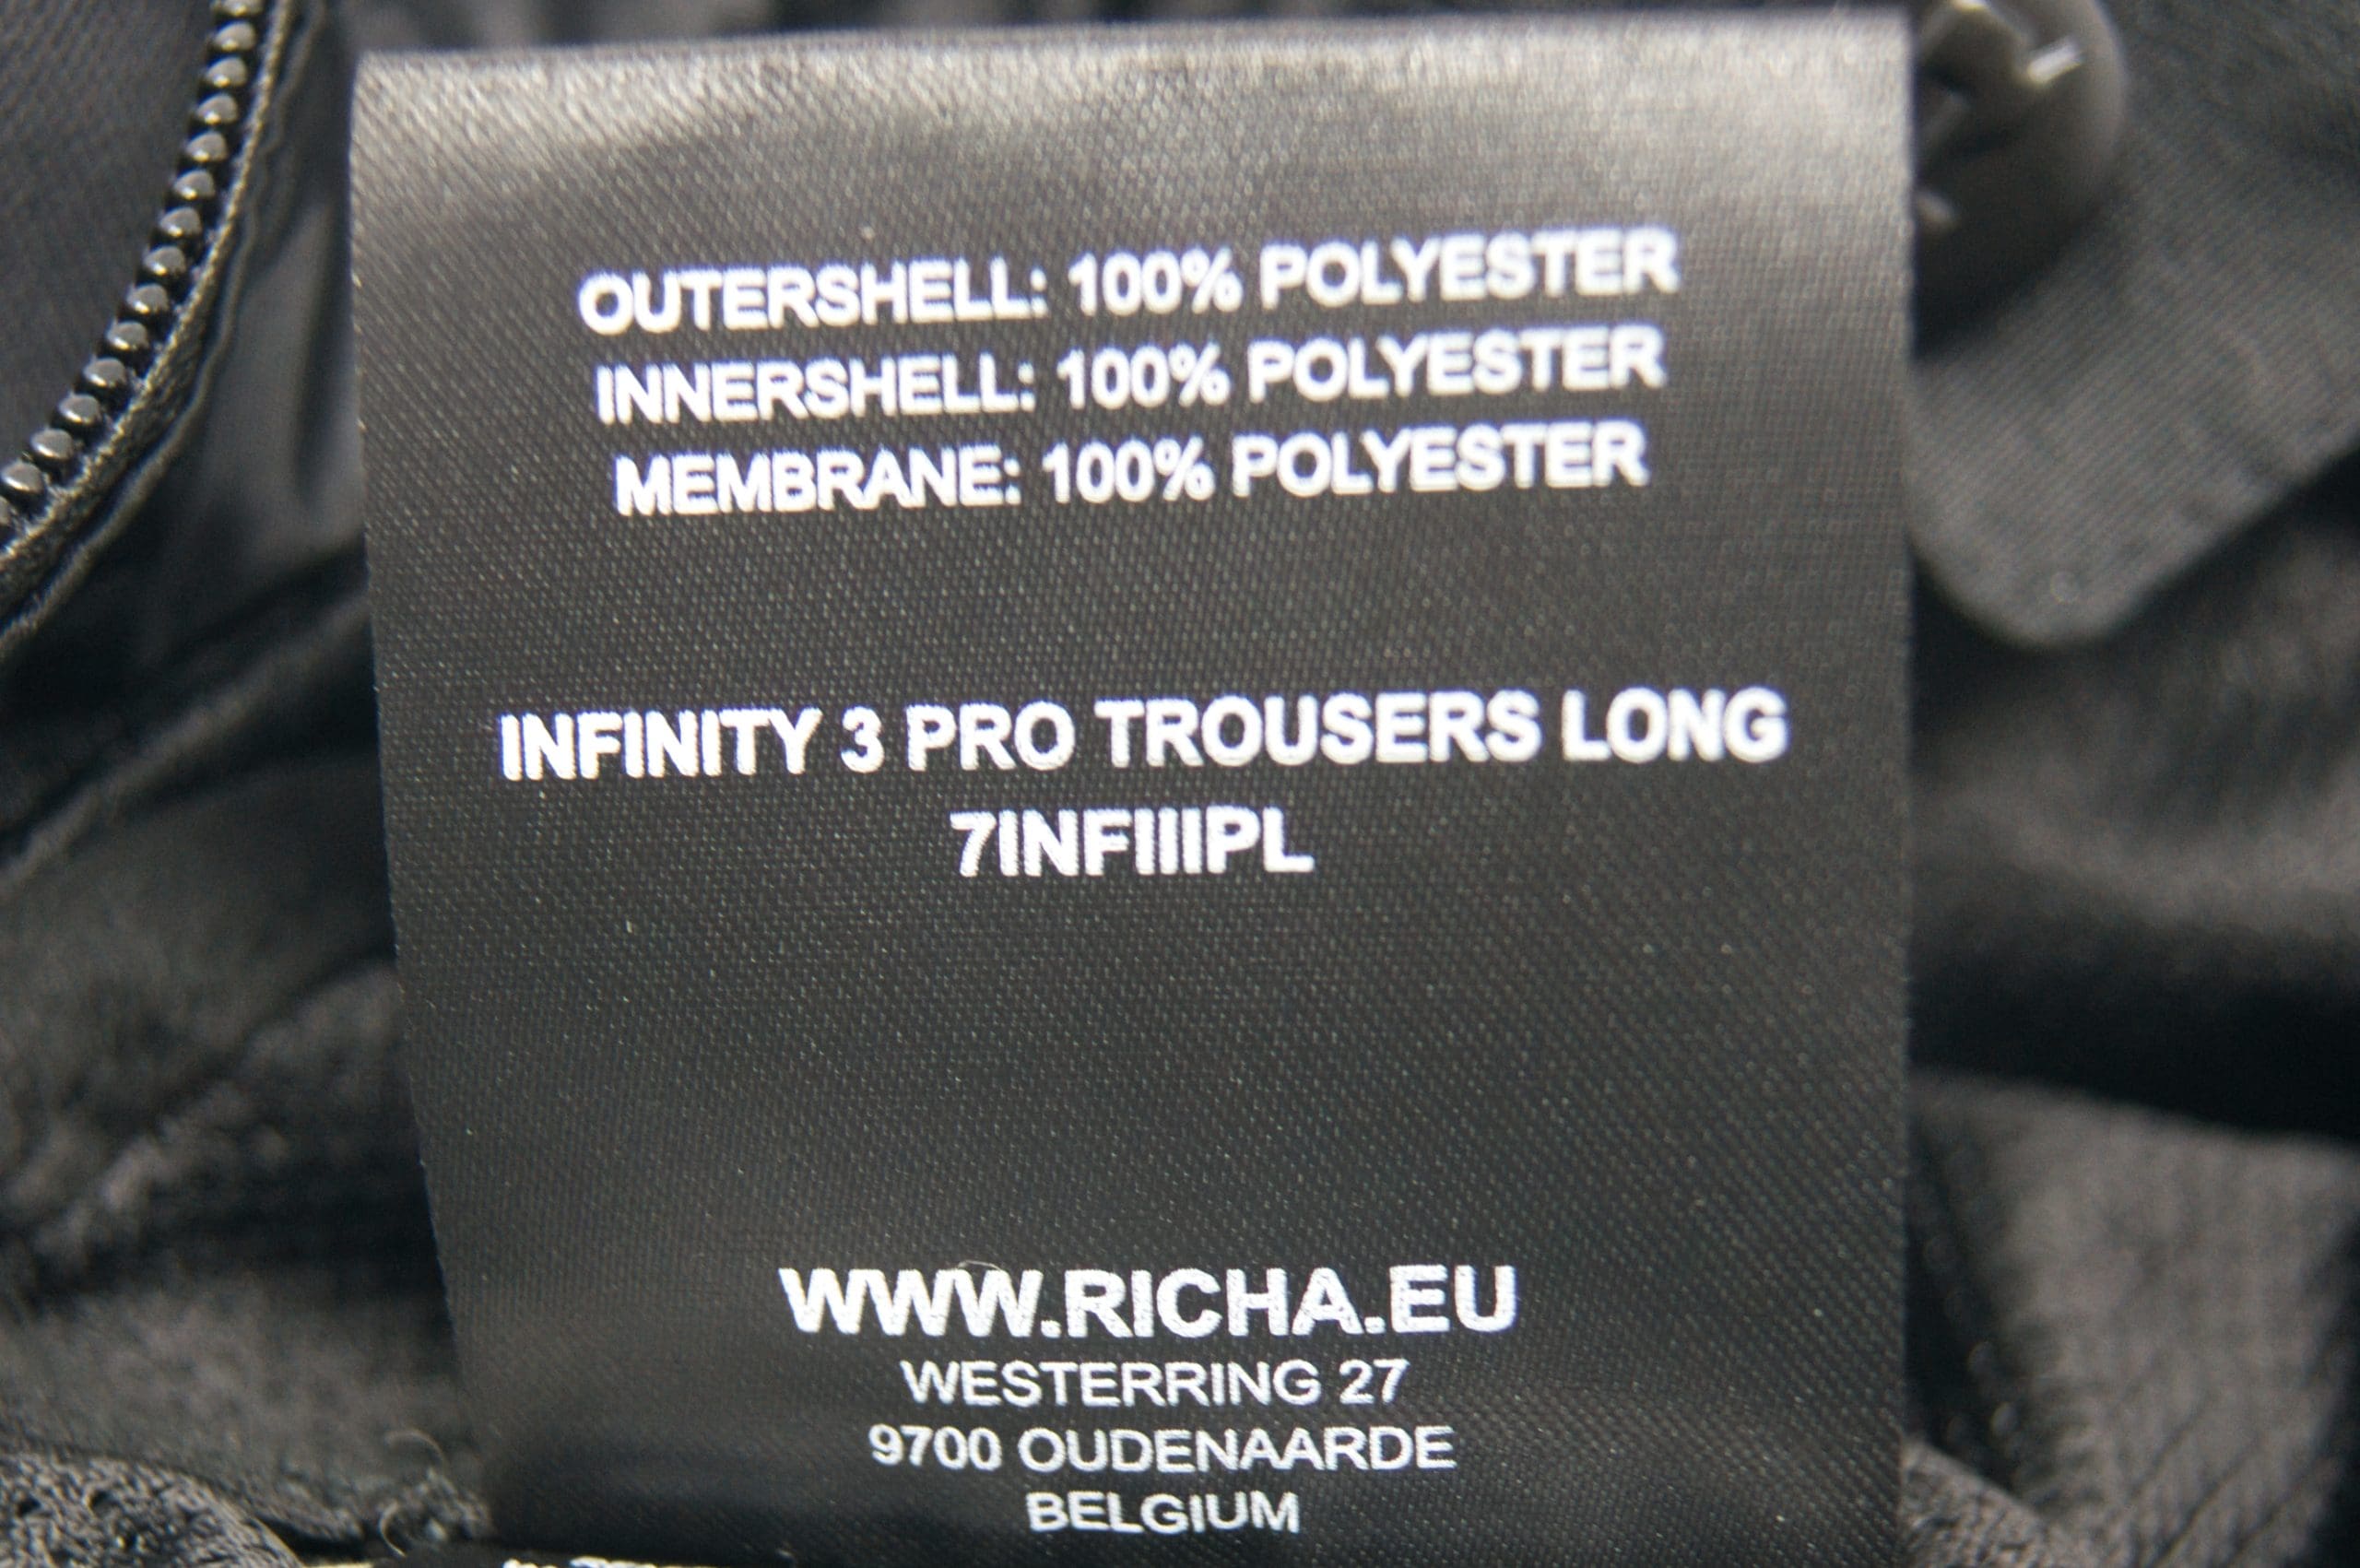 OUTERSHELL: 100% POLYESTER
INNERSHELL: 100% POLYESTER
MEMBRANE: 100% POLYESTER
INFINITY 3 PRO TROUSERS LONG
7INFIIIPL
WWW.RICHA.EU
WESTERRING 27
9700 OUDENAARDE
BELGIUM